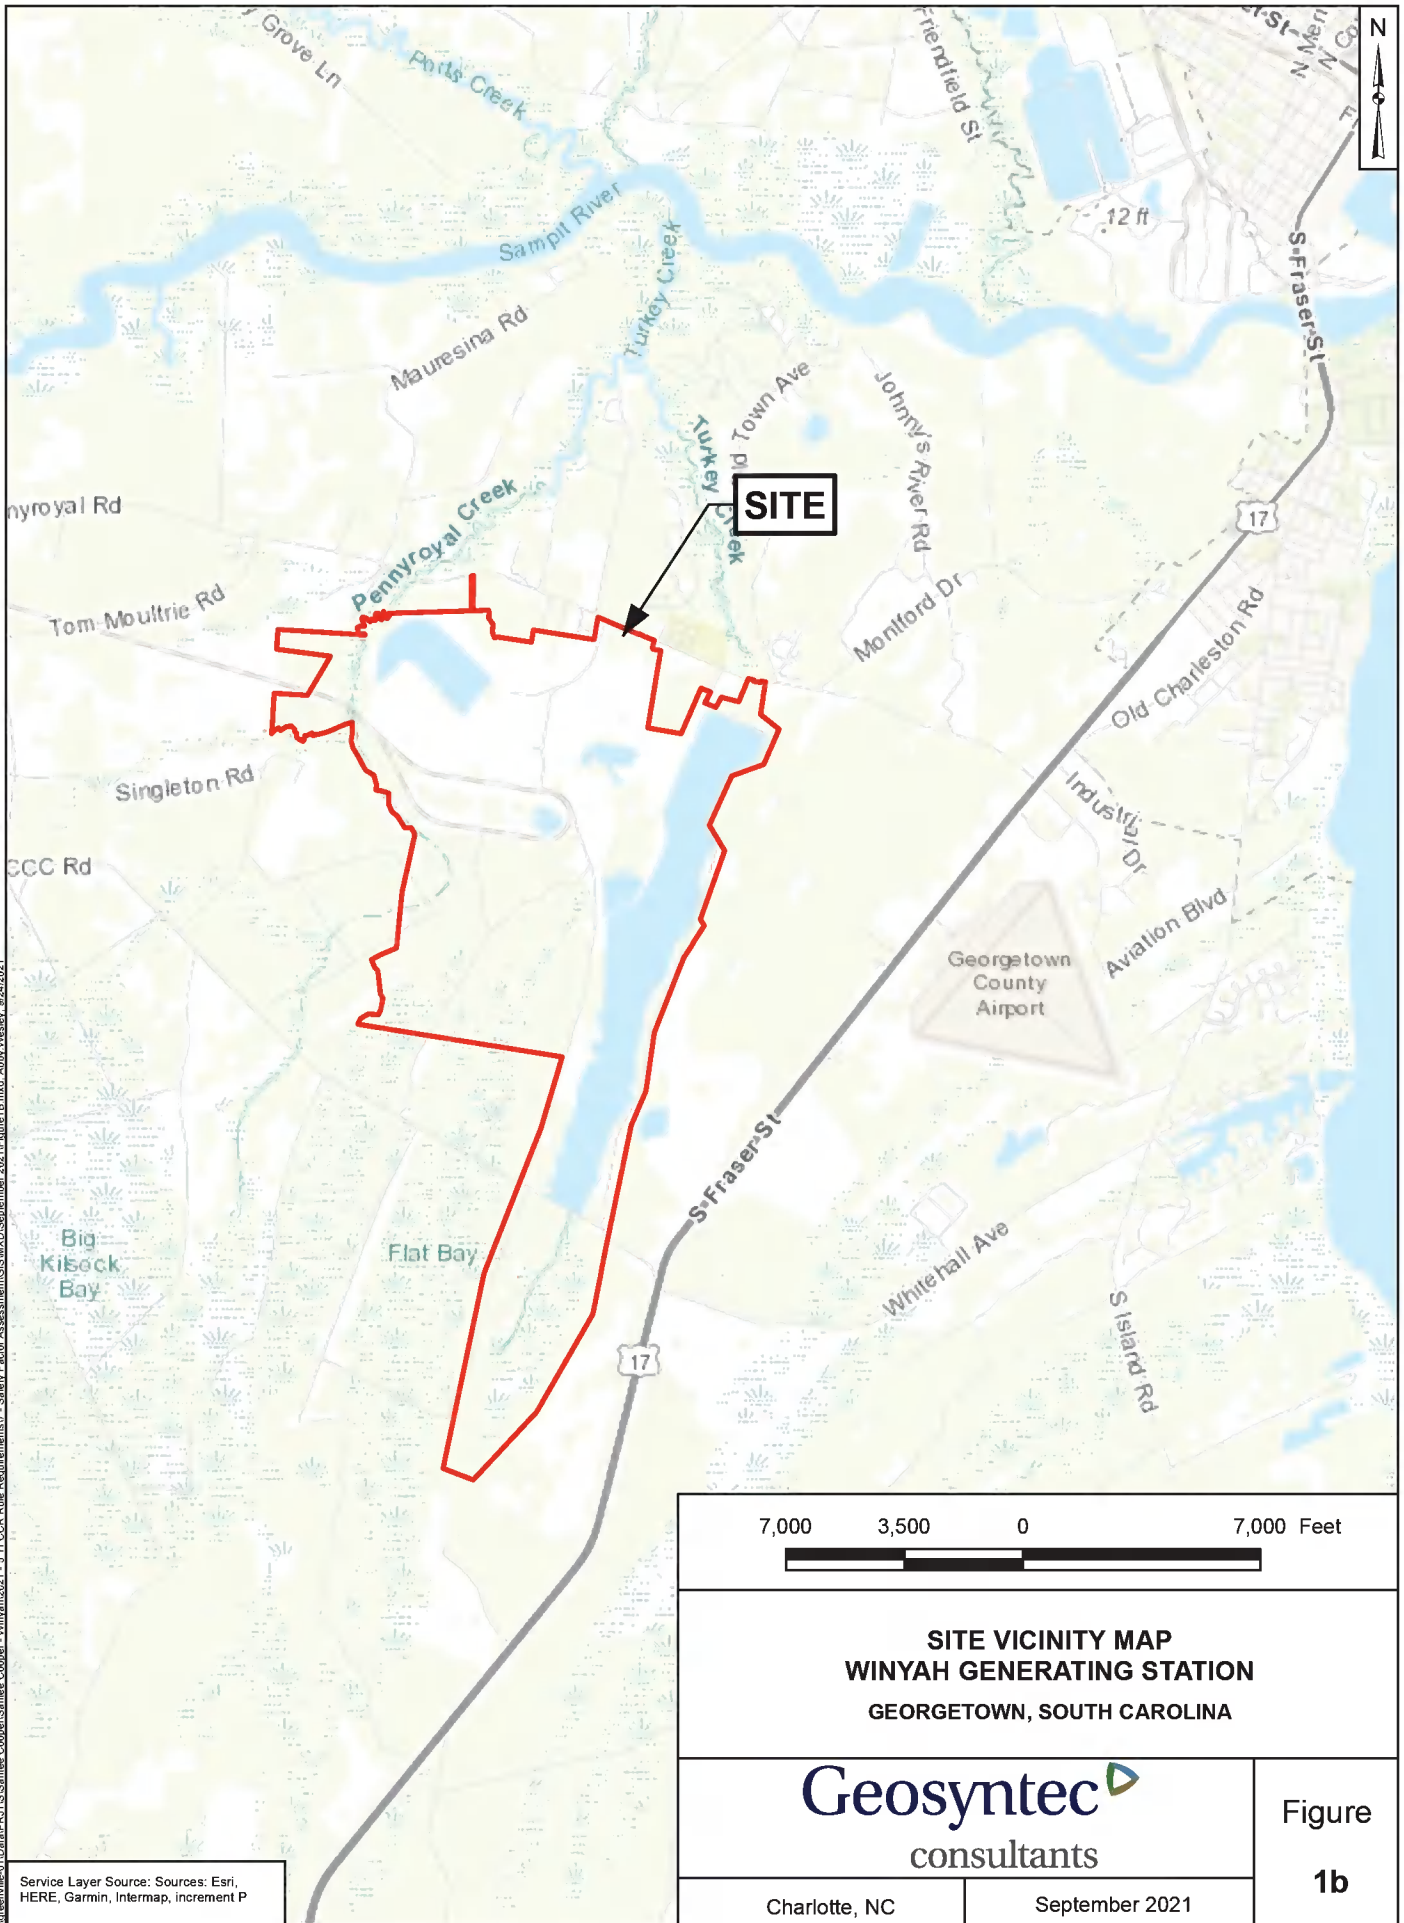 N
Grove Ln
Ports Creek
Friendfield St
N Meri
12 ft
Sampit River
Turkey Creek
S Fraser St
Mauresina Rd
Town Ave
Johnny's River Rd
Turkey Creek
SITE
nyroyal Rd
Pennyroyal Creek
17
Tom Moultrie Rd
Montford Dr
Old Charleston Rd
Singleton Rd
Industrial Dr
CCC Rd
Aviation Blvd
Georgetown
County
Airport
S Fraser St
Big
Kilsock
Bay
Flat Bay
Whitehall Ave
S Island Rd
17
7,000 3,500 0 7,000 Feet
SITE VICINITY MAP
WINYAH GENERATING STATION
GEORGETOWN, SOUTH CAROLINA
Geosyntec
consultants
Figure
1b
Charlotte, NC
September 2021
Service Layer Source: Sources: Esri,
HERE, Garmin, Intermap, increment P